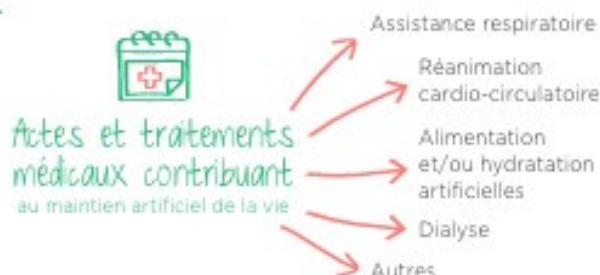 Actes et traitements
médicaux contribuant
au maintien artificiel de la vie
Assistance respiratoire
Réanimation
cardio-circulatoire
Alimentation
et/ou hydratation
artificielles
Dialyse
Autres